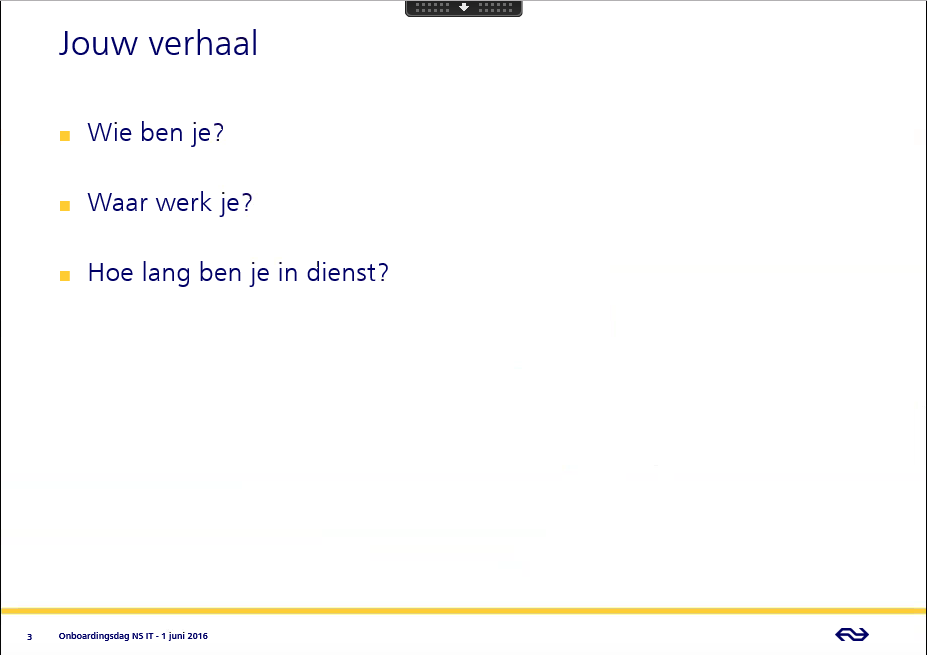 Jouw verhaal
Wie ben je?
Waar werk je?
Hoe lang ben je in dienst?
3 Onboardingsdag NS IT - 1 juni 2016